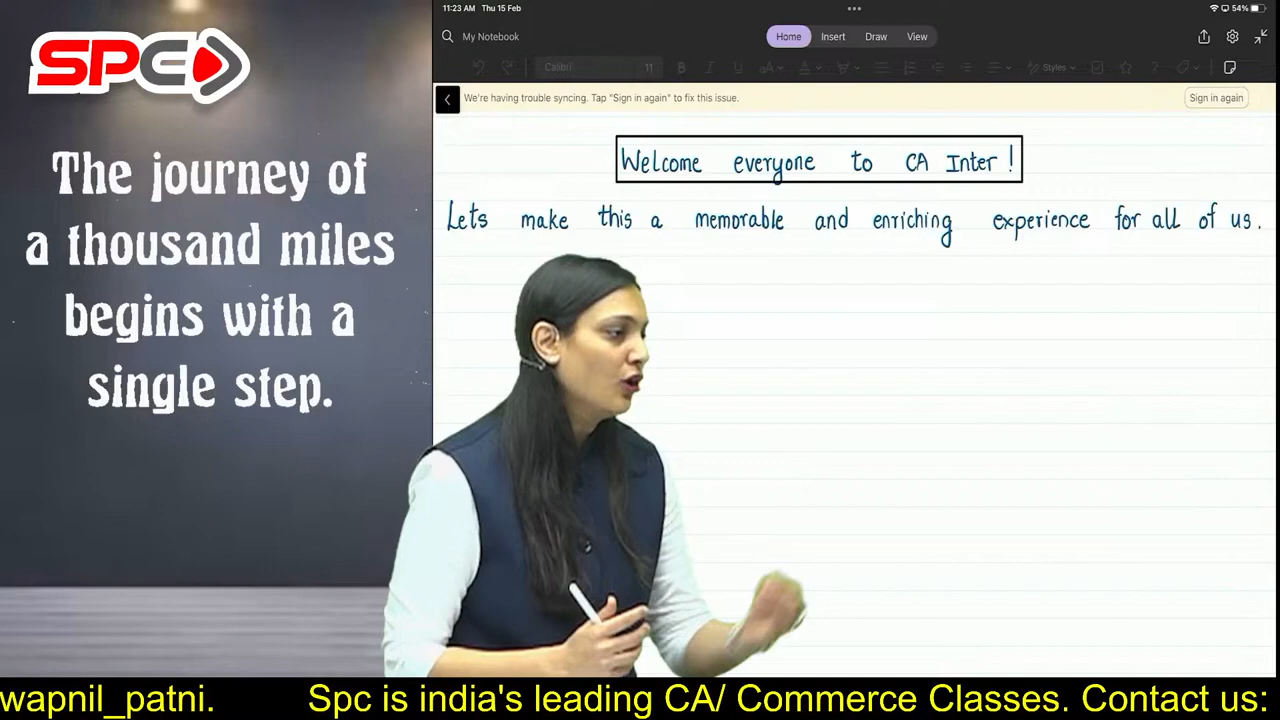 SPC
The journey of
a thousand miles
begins with a
single step.
11:23 AM Thu 15 Feb
54%
My Notebook
Home Insert Draw View
Calibri 11
Styles
We're having trouble syncing. Tap "Sign in again" to fix this issue.
Sign in again
Welcome everyone to CA Inter !
Lets make this a memorable and enriching experience for all of us.
wapnil_patni. Spc is india's leading CA/ Commerce Classes. Contact us: